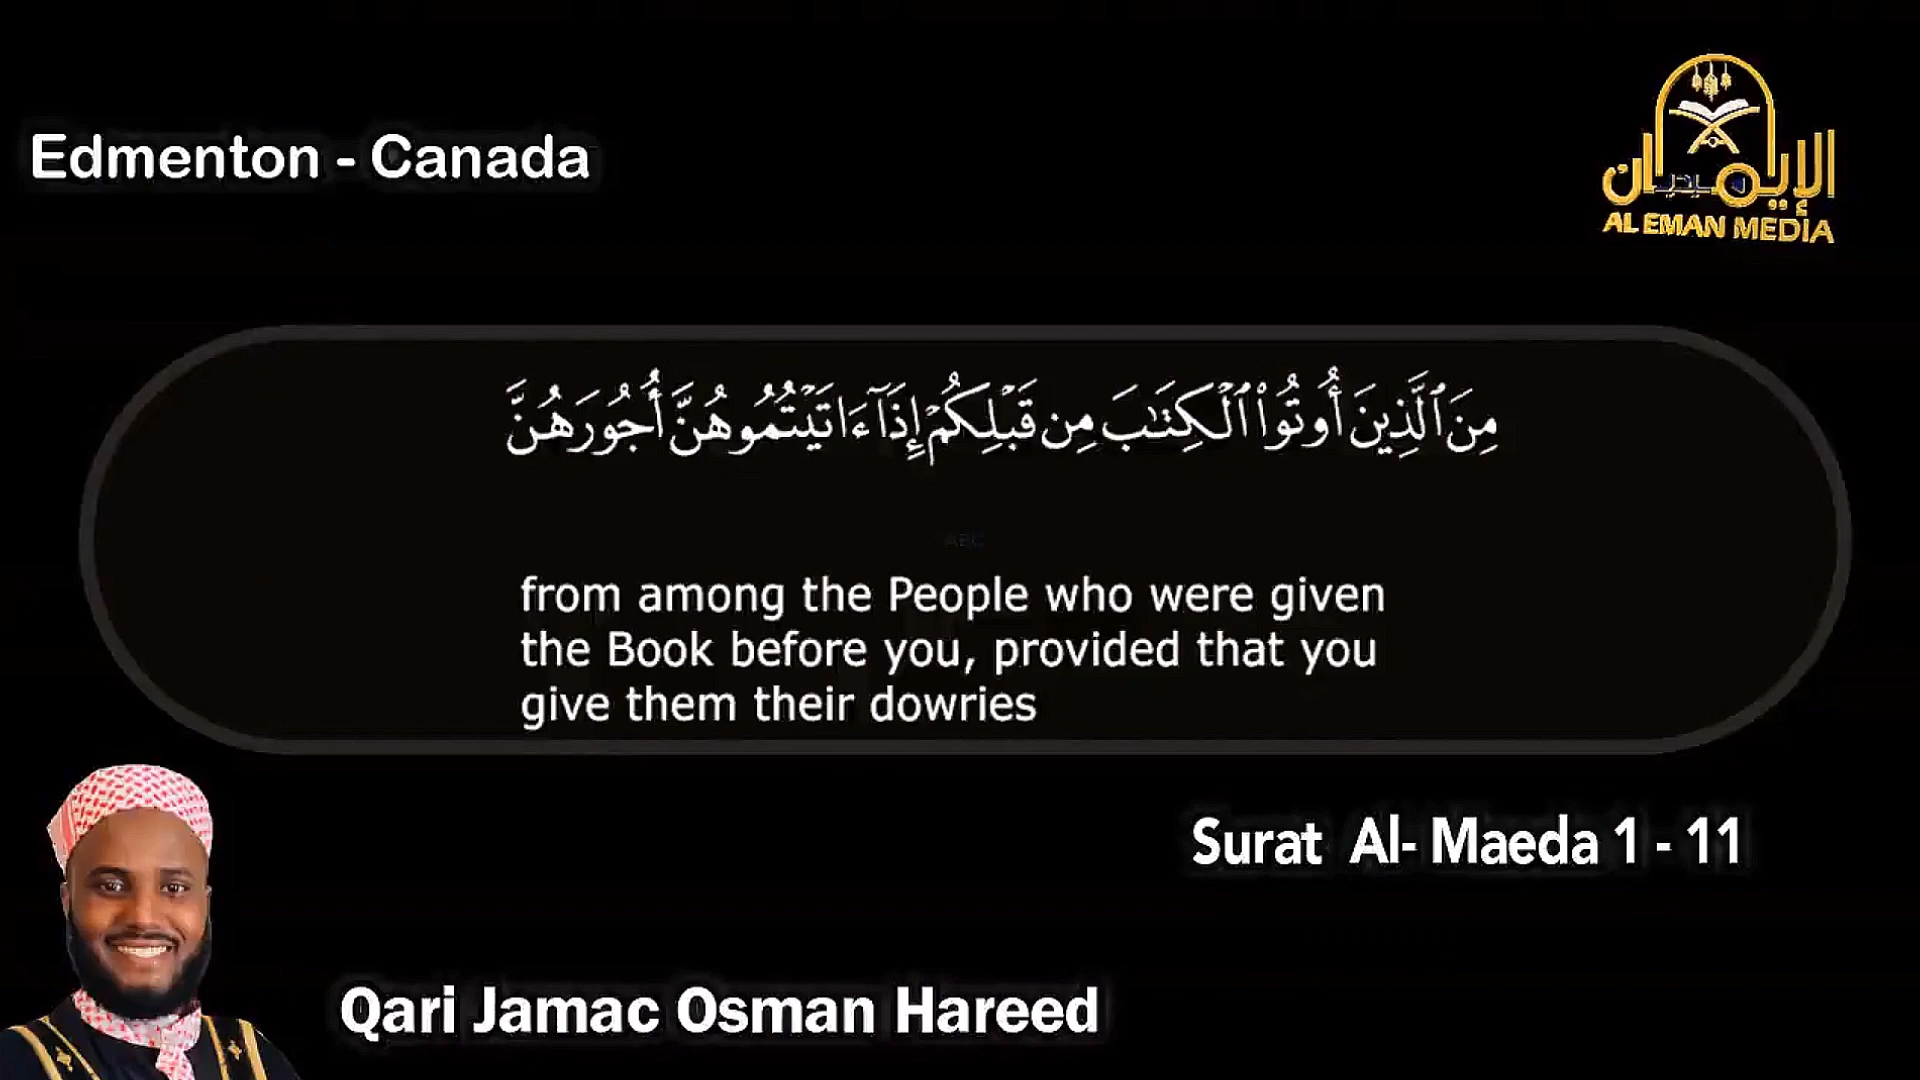 Edmenton - Canada
الإيمان
AL EMAN MEDIA
مِنَ ٱلَّذِينَ أُوتُوا۟ ٱلْكِتَـٰبَ مِن قَبْلِكُمْ إِذَآ ءَاتَيْتُمُوهُنَّ أُجُورَهُنَّ
ABC
from among the People who were given
the Book before you, provided that you
give them their dowries
Surat Al- Maeda 1 - 11
Qari Jamac Osman Hareed